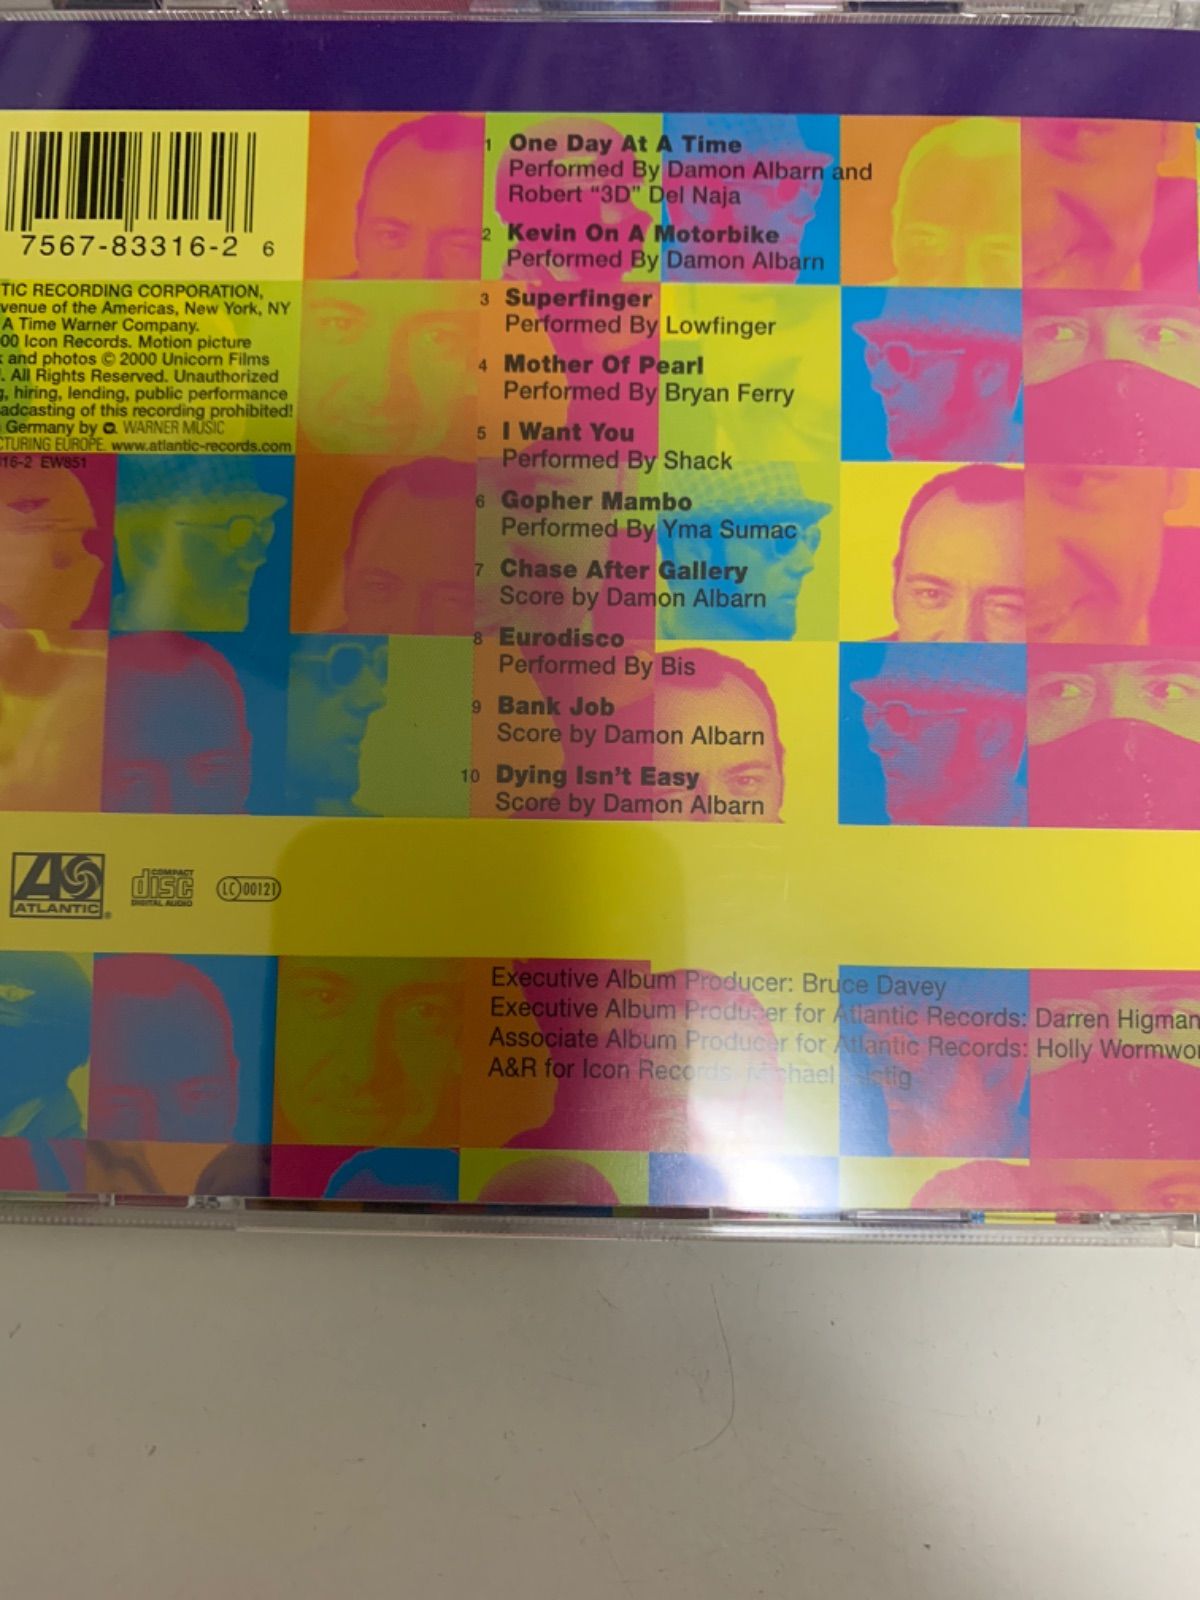 7567-83316-2 6
TIC RECORDING CORPORATION,
venue of the Americas, New York, NY
A Time Warner Company.
00 Icon Records. Motion picture
and photos © 2000 Unicorn Films
. All Rights Reserved. Unauthorized
, hiring, lending, public performance
adcasting of this recording prohibited!
Germany by WARNER MUSIC
CTURING EUROPE. www.atlantic-records.com
16-2 EW851
1 One Day At A Time
Performed By Damon Albarn and
Robert “3D” Del Naja
2 Kevin On A Motorbike
Performed By Damon Albarn
3 Superfinger
Performed By Lowfinger
4 Mother Of Pearl
Performed By Bryan Ferry
5 I Want You
Performed By Shack
6 Gopher Mambo
Performed By Yma Sumac
7 Chase After Gallery
Score by Damon Albarn
8 Eurodisco
Performed By Bis
9 Bank Job
Score by Damon Albarn
10 Dying Isn't Easy
Score by Damon Albarn
ATLANTIC
COMPACT
disc
DIGITAL AUDIO
LC 00121
Executive Album Producer: Bruce Davey
Executive Album Producer for Atlantic Records: Darren Higman
Associate Album Producer for Atlantic Records: Holly Wormwor
A&R for Icon Records: Michael